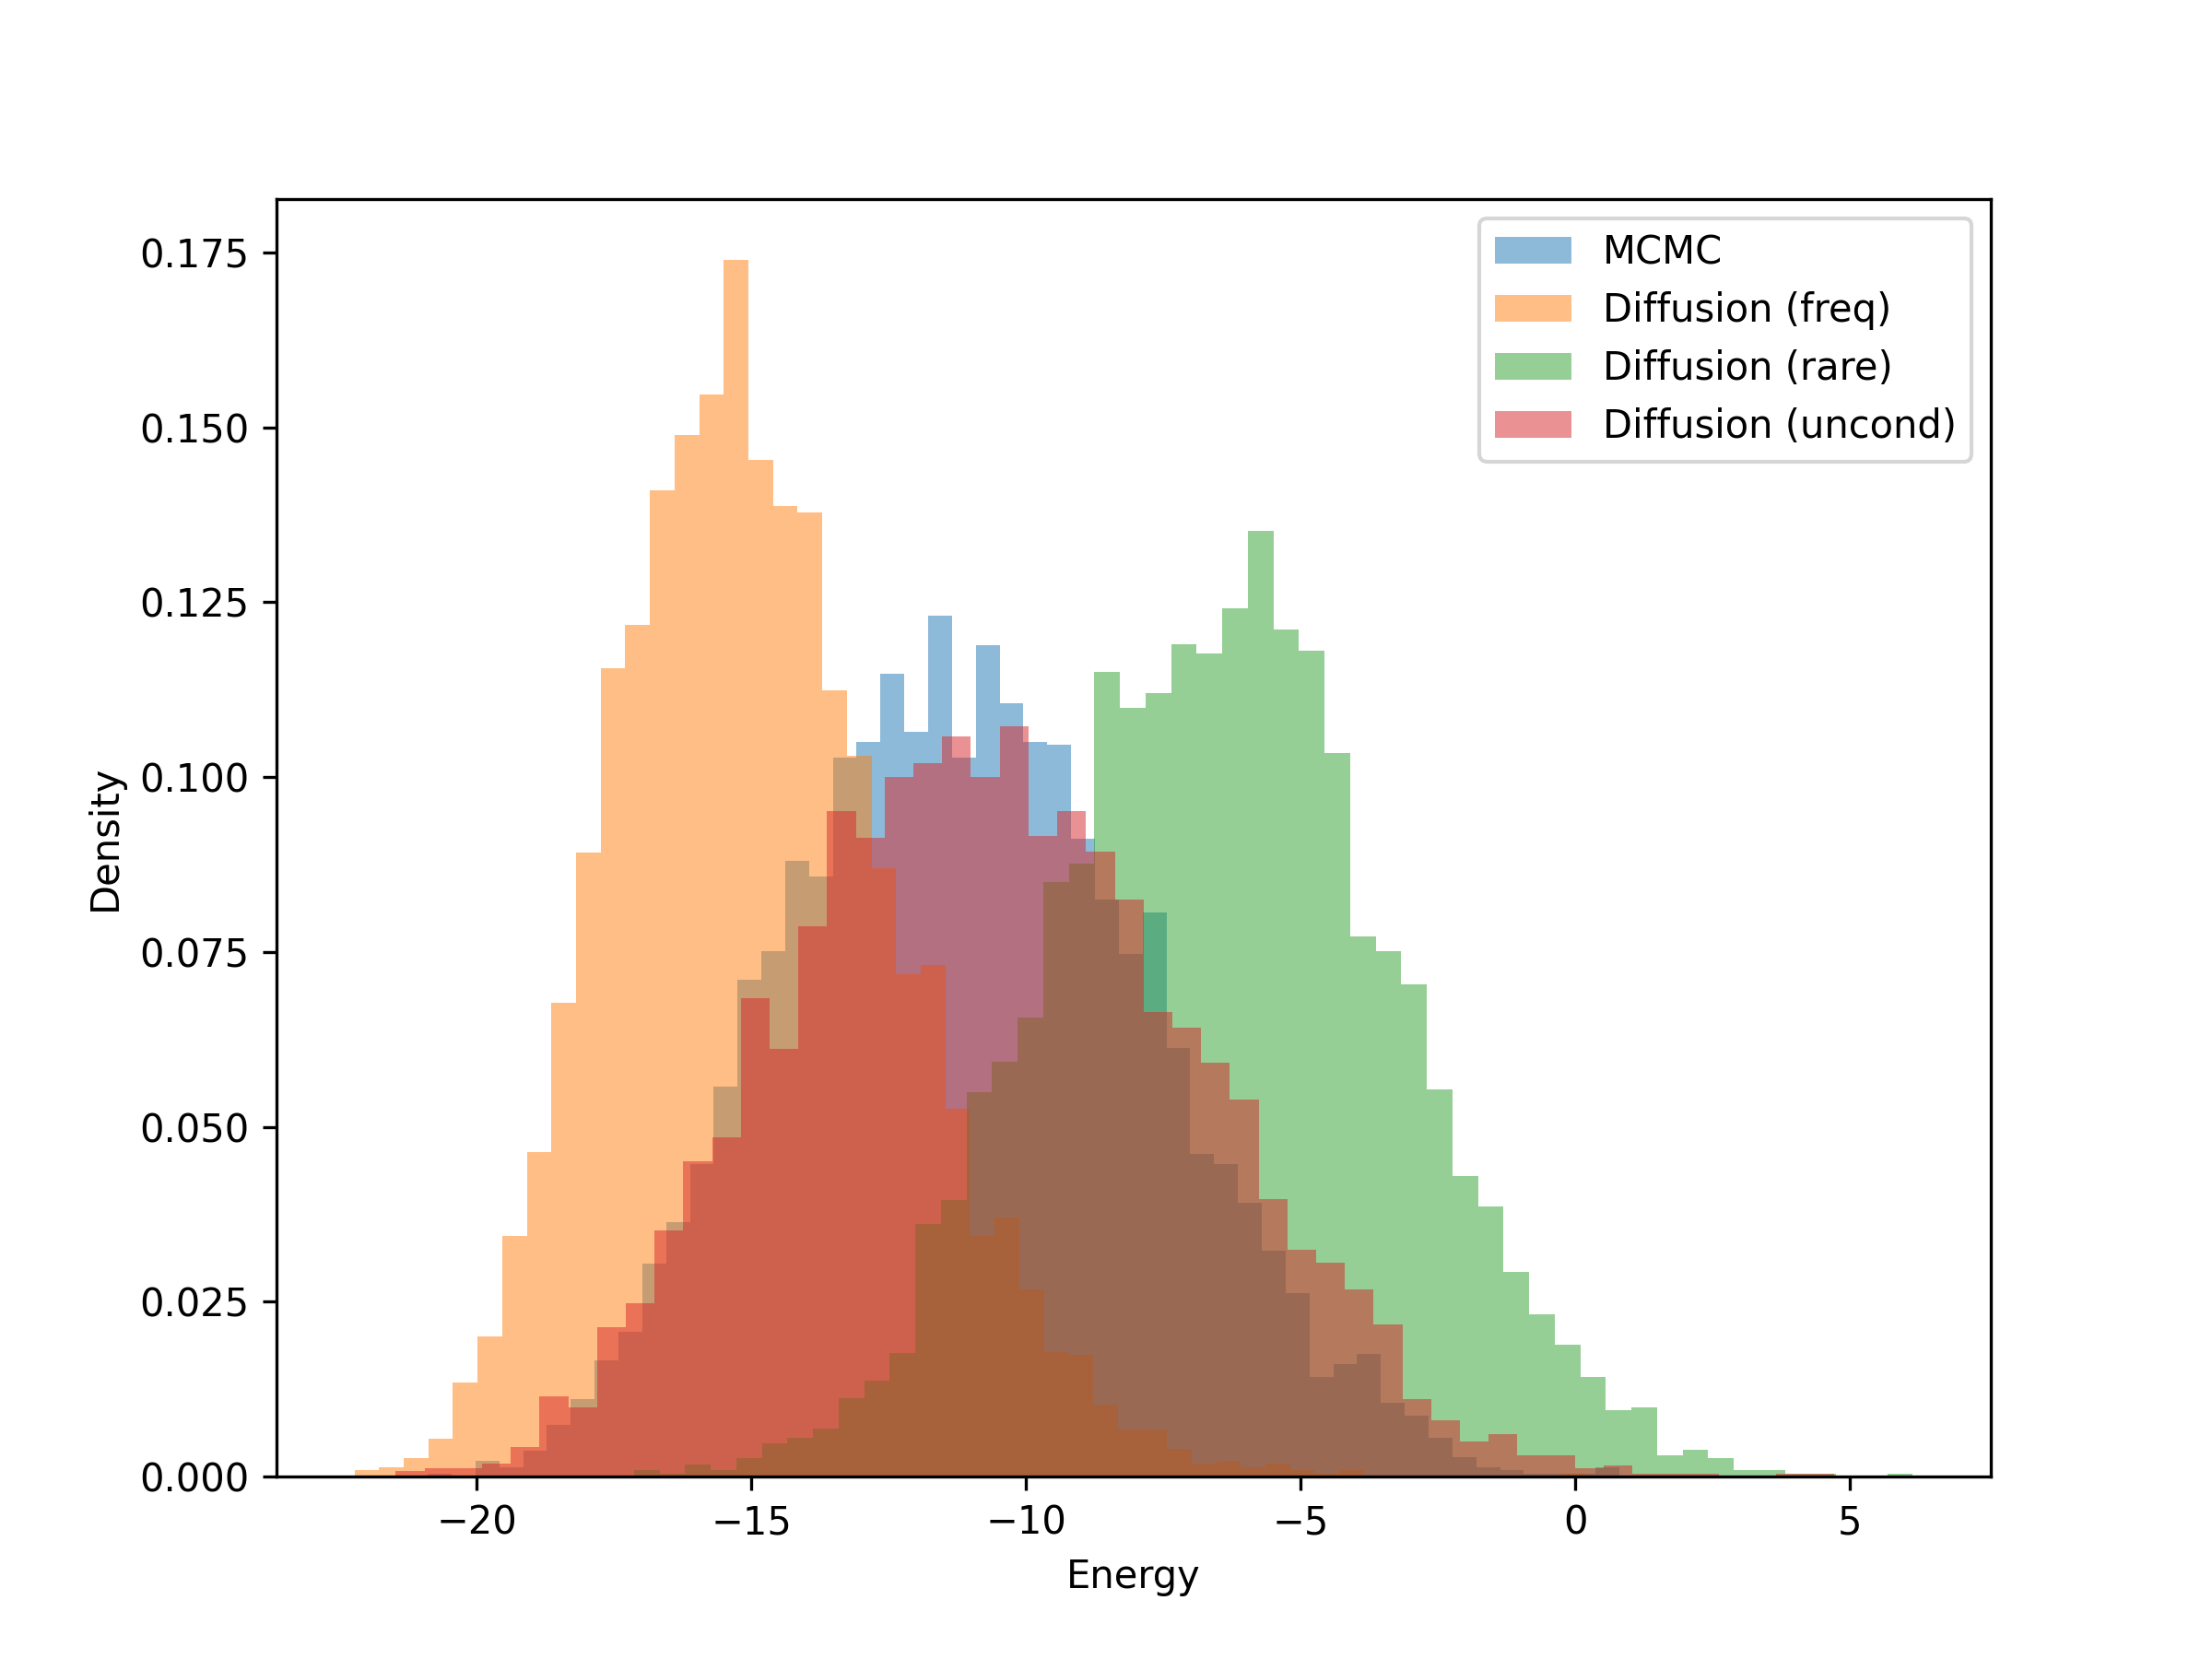 MCMC
Diffusion (freq)
Diffusion (rare)
Diffusion (uncond)
0.175
0.150
0.125
0.100
0.075
0.050
0.025
0.000
Density
−20 −15 −10 −5 0 5
Energy